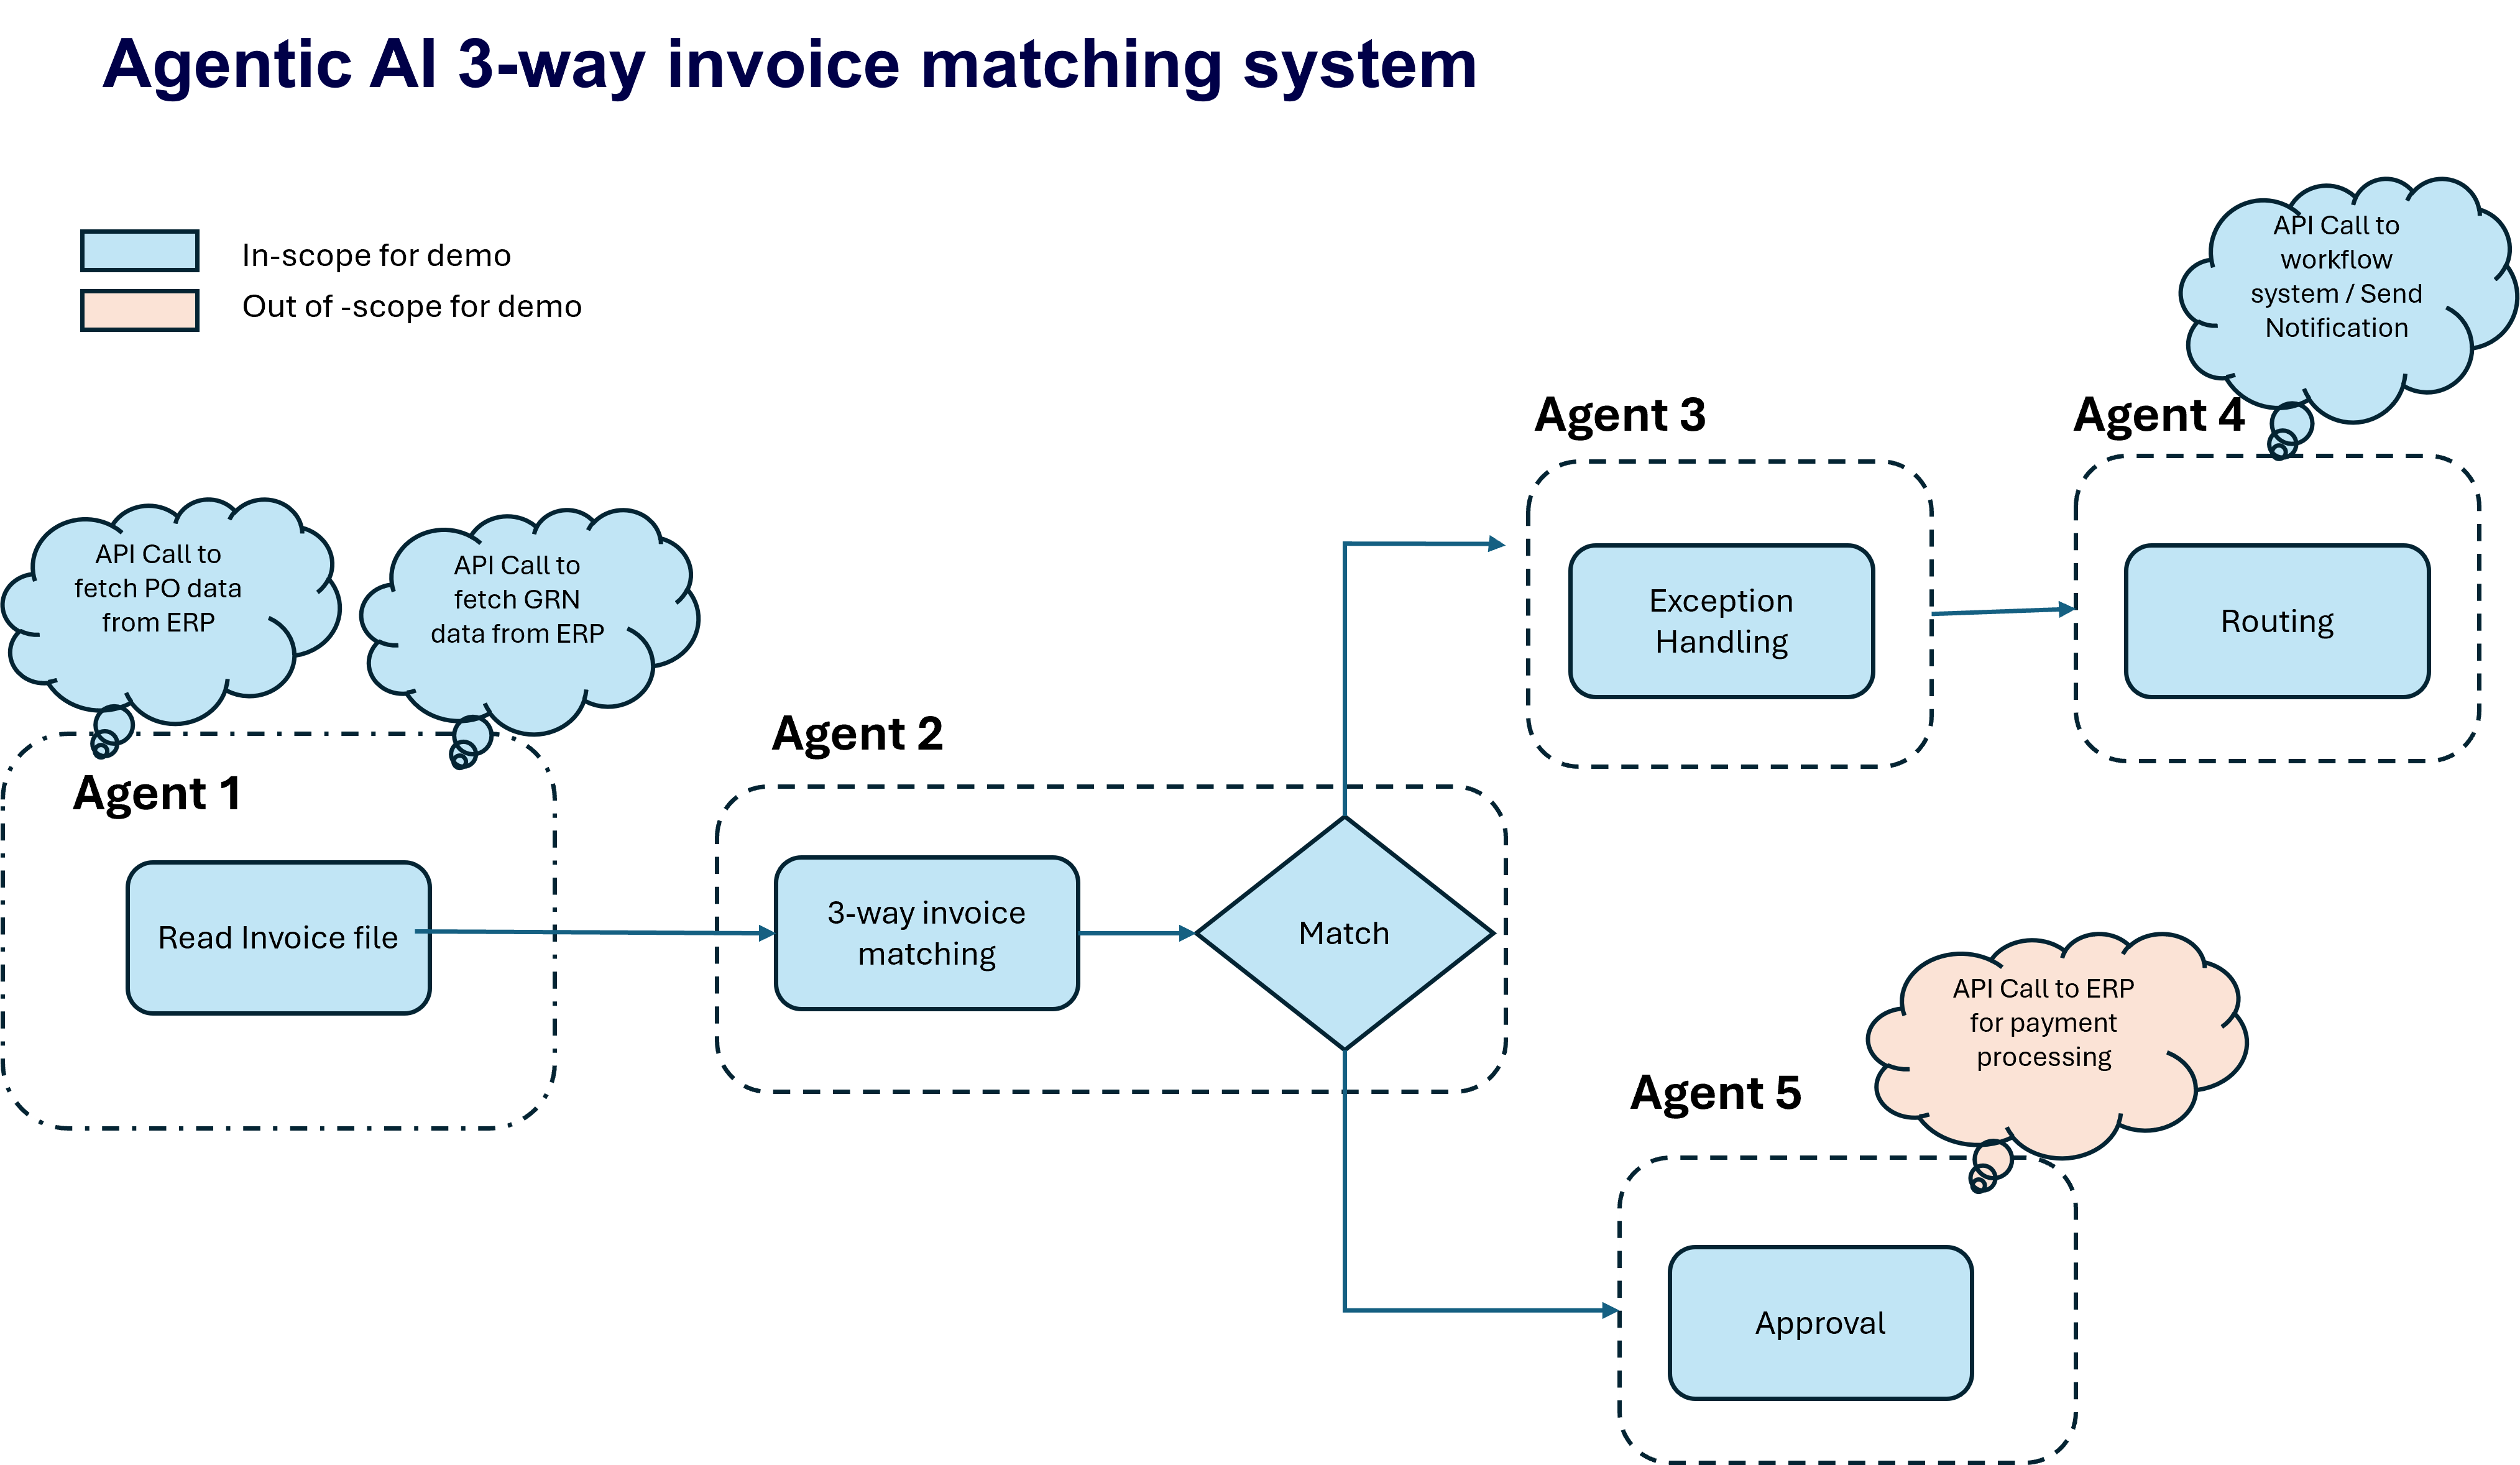 Agentic AI 3-way invoice matching system
In-scope for demo
Out of -scope for demo
API Call to
fetch PO data
from ERP
API Call to
fetch GRN
data from ERP
Agent 1
Read Invoice file
Agent 2
3-way invoice
matching
Match
Agent 3
Exception
Handling
API Call to
workflow
system / Send
Notification
Agent 4
Routing
API Call to ERP
for payment
processing
Agent 5
Approval